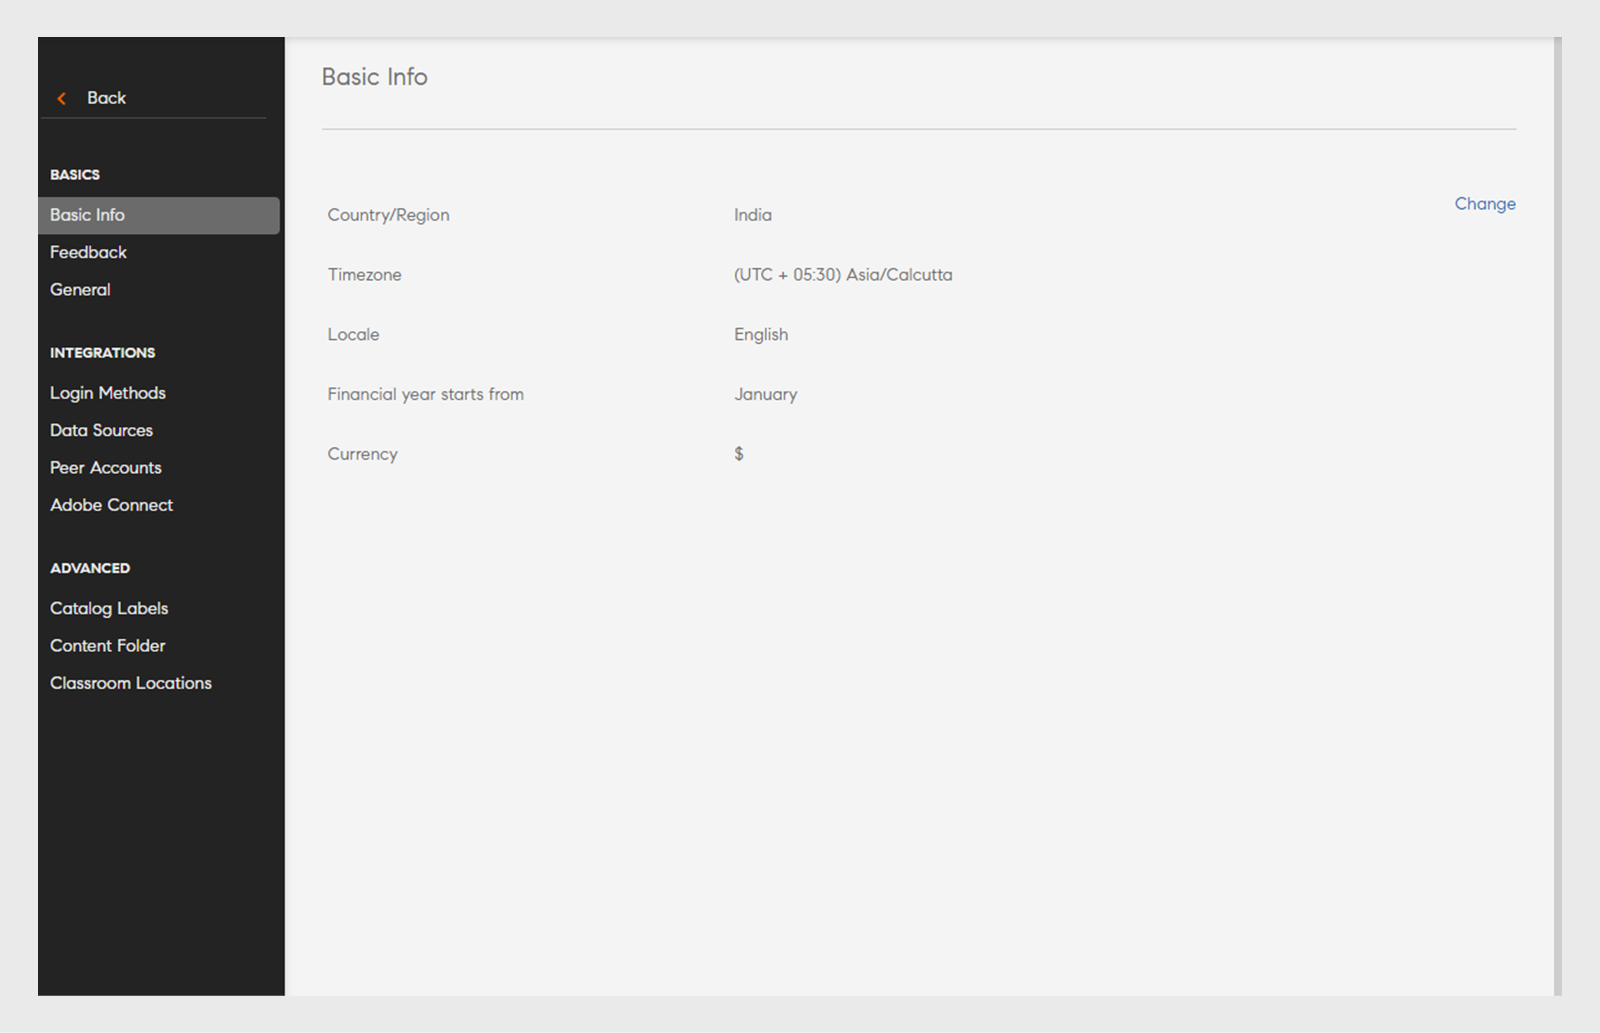 Back
BASICS
Basic Info
Feedback
General
INTEGRATIONS
Login Methods
Data Sources
Peer Accounts
Adobe Connect
ADVANCED
Catalog Labels
Content Folder
Classroom Locations
Basic Info
Change
Country/Region India
Timezone (UTC + 05:30) Asia/Calcutta
Locale English
Financial year starts from January
Currency $